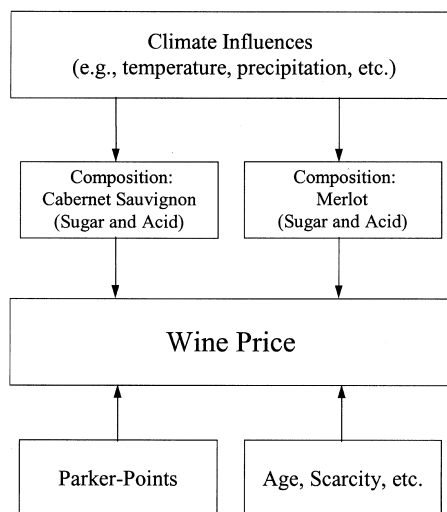 Climate Influences
(e.g., temperature, precipitation, etc.)
Composition:
Cabernet Sauvignon
(Sugar and Acid)
Composition:
Merlot
(Sugar and Acid)
Wine Price
Parker-Points
Age, Scarcity, etc.